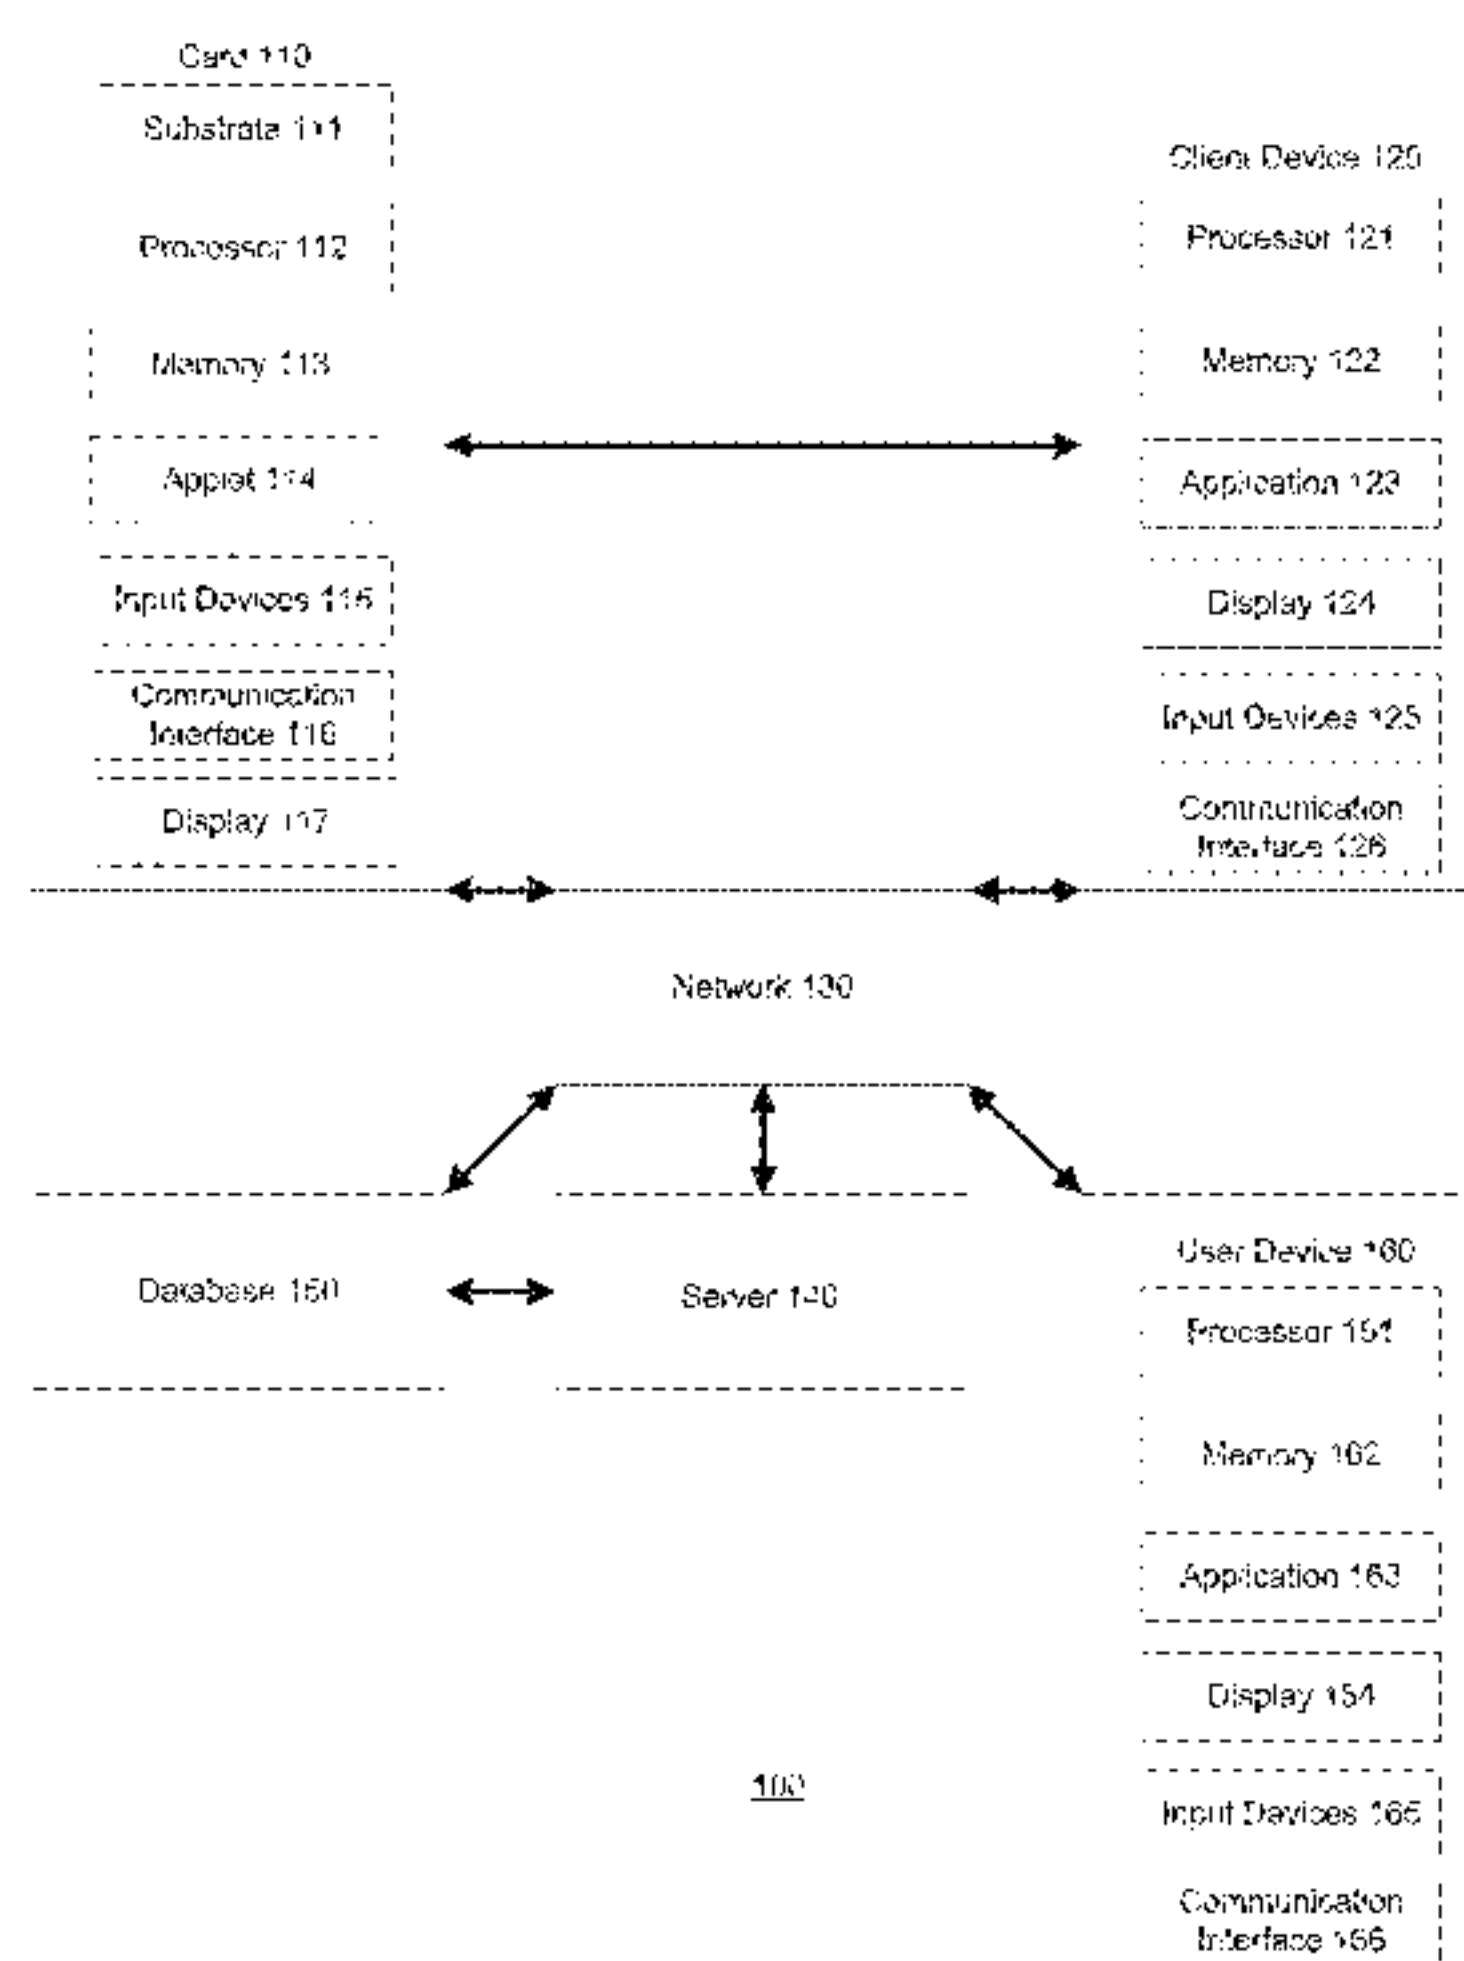 Card 110
Substrate 111
Processor 112
Memory 113
Applet 114
Input Devices 115
Communication
Interface 116
Display 117
Client Device 120
Processor 121
Memory 122
Application 123
Display 124
Input Devices 125
Communication
Interface 126
Network 130
Database 150
Server 140
User Device 160
Processor 161
Memory 162
Application 163
Display 164
Input Devices 165
Communication
Interface 166
100